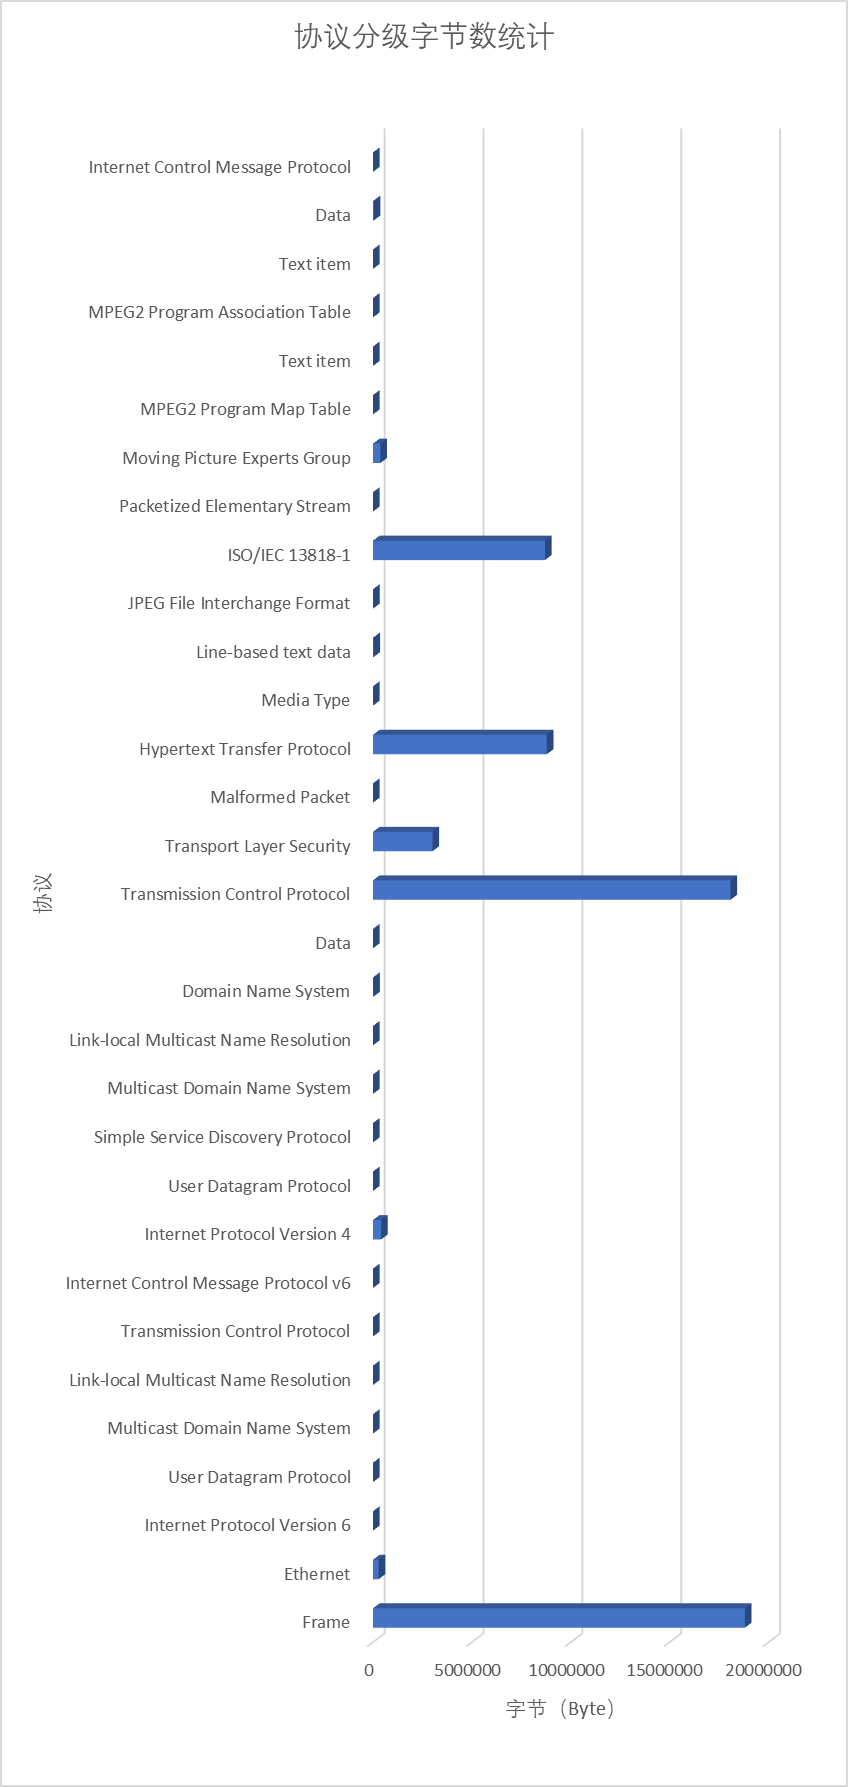 协议分级字节数统计
Internet Control Message Protocol
Data
Text item
MPEG2 Program Association Table
Text item
MPEG2 Program Map Table
Moving Picture Experts Group
Packetized Elementary Stream
ISO/IEC 13818-1
JPEG File Interchange Format
Line-based text data
Media Type
Hypertext Transfer Protocol
Malformed Packet
Transport Layer Security
协议
Transmission Control Protocol
Data
Domain Name System
Link-local Multicast Name Resolution
Multicast Domain Name System
Simple Service Discovery Protocol
User Datagram Protocol
Internet Protocol Version 4
Internet Control Message Protocol v6
Transmission Control Protocol
Link-local Multicast Name Resolution
Multicast Domain Name System
User Datagram Protocol
Internet Protocol Version 6
Ethernet
Frame
0 5000000 10000000 15000000 20000000
字节（Byte）